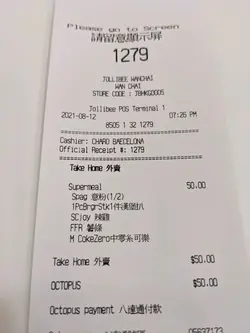 Please go to Screen
請留意顯示屏
1279
JOLLIBEE WANCHAI
WAN CHAI
STORE CODE : JBHKG0005
Jollibee POS Terminal 1
2021-08-12 07:26 PM
8505 1 32 1279
Cashier: CHARO BARCELONA
Official Receipt #: 1279
Take Home 外賣
Supermeal 50.00
Spag 意粉(1/2)
1PcBrgrStk1件漢堡扒
SCjoy 辣雞
FFR 薯條
M CokeZero中零系可樂
Take Home 外賣 $50.00
OCTOPUS $50.00
Octopus payment 八達通付款